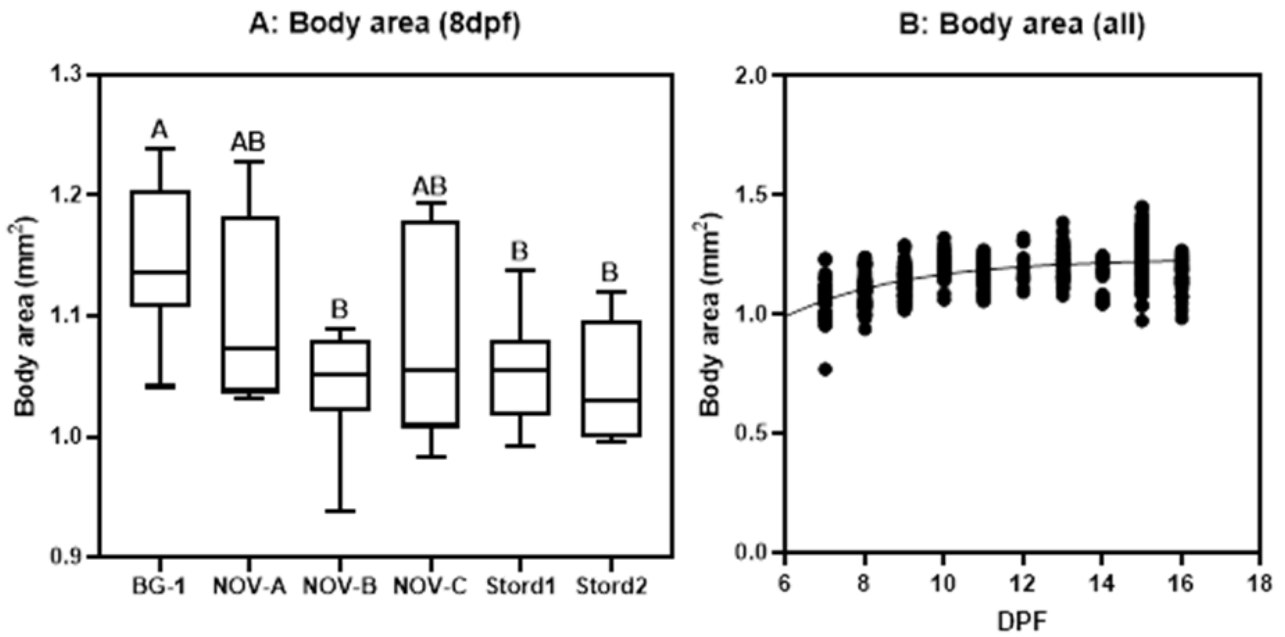 A: Body area (8dpf)
Body area (mm²)
1.3
1.2
1.1
1.0
0.9
A
AB
B
AB
B
B
BG-1 NOV-A NOV-B NOV-C Stord1 Stord2
B: Body area (all)
Body area (mm²)
2.0
1.5
1.0
0.5
0.0
6 8 10 12 14 16 18
DPF